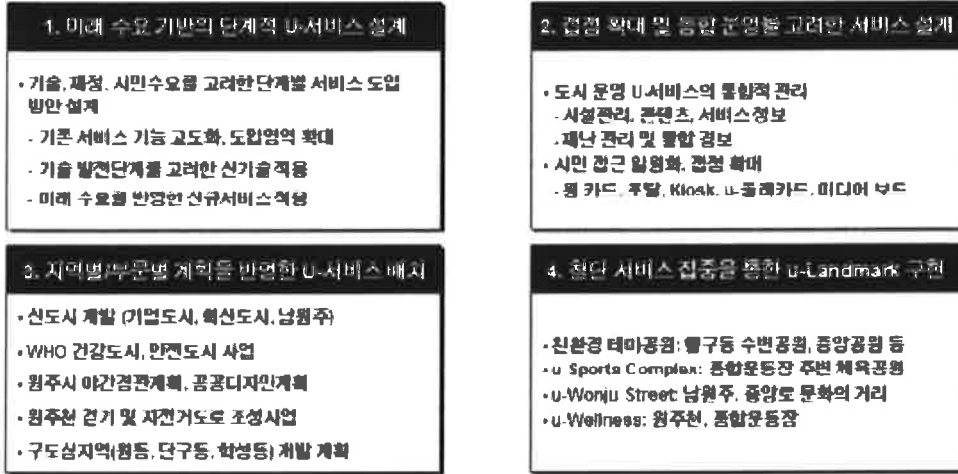 1. 미래 수요 기반의 단계적 U-서비스 설계
• 기술, 재정, 시민수요를 고려한 단계별 서비스 도입
방안 설계
- 기존 서비스 기능 고도화, 도입영역 확대
- 기술 발전단계를 고려한 신기술 적용
- 미래 수요를 반영한 신규서비스 적용
2. 접점 확대 및 통합 운영을 고려한 서비스 설계
• 도시 운영 U서비스의 통합적 관리
- 시설관리, 콘텐츠, 서비스정보
- 재난 관리 및 통합 경보
• 시민 접근 일원화, 접점 확대
- 원 카드, 포탈, Kiosk, u-둘레카드, 미디어 보드
3. 지역별/부문별 계획을 반영한 U-서비스 배치
• 신도시 개발 (기업도시, 혁신도시, 남원주)
• WHO 건강도시, 안전도시 사업
• 원주시 야간경관계획, 공공디자인계획
• 원주천 걷기 및 자전거도로 조성사업
• 구도심지역(원동, 단구동, 학성동) 개발 계획
4. 첨단 서비스 집중을 통한 u-Landmark 구현
• 친환경 테마공원: 행구동 수변공원, 중앙공원 등
• u Sports Complex: 종합운동장 주변 체육공원
• u-Wonju Street: 남원주, 중앙로 문화의 거리
• u-Wellness: 원주천, 종합운동장